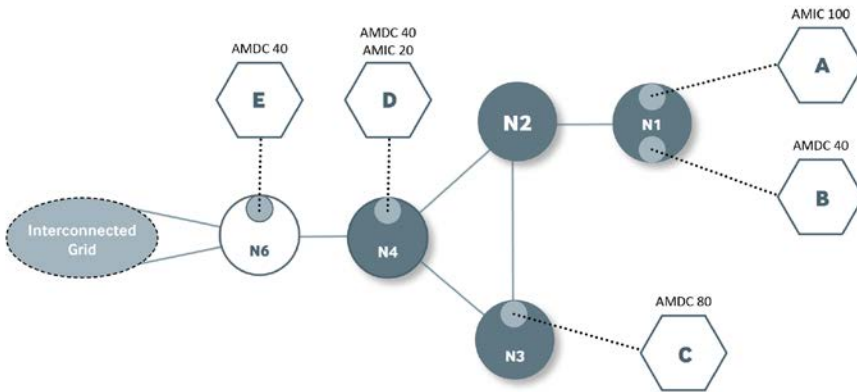 AMIC 100
AMDC 40
AMDC 40
AMIC 20
A
E
D
N2
N1
AMDC 40
B
Interconnected
Grid
N6
N4
AMDC 80
N3
C